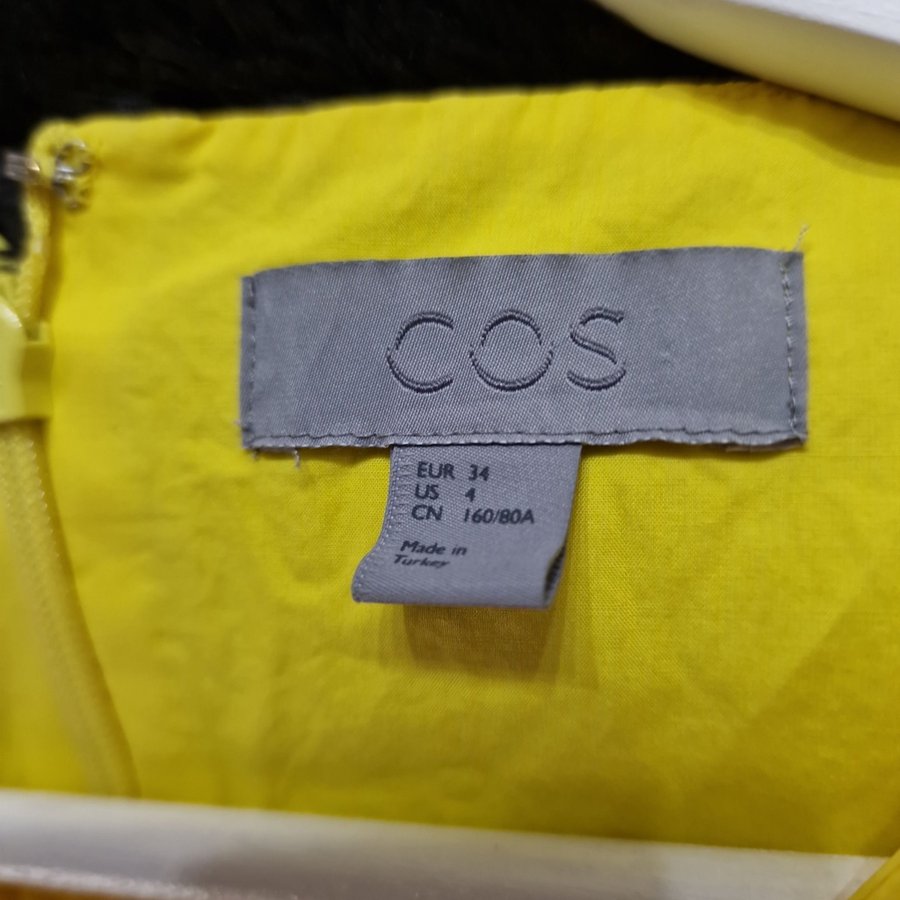 COS
EUR 34
US 4
CN 160/80A
Made in
Turkey